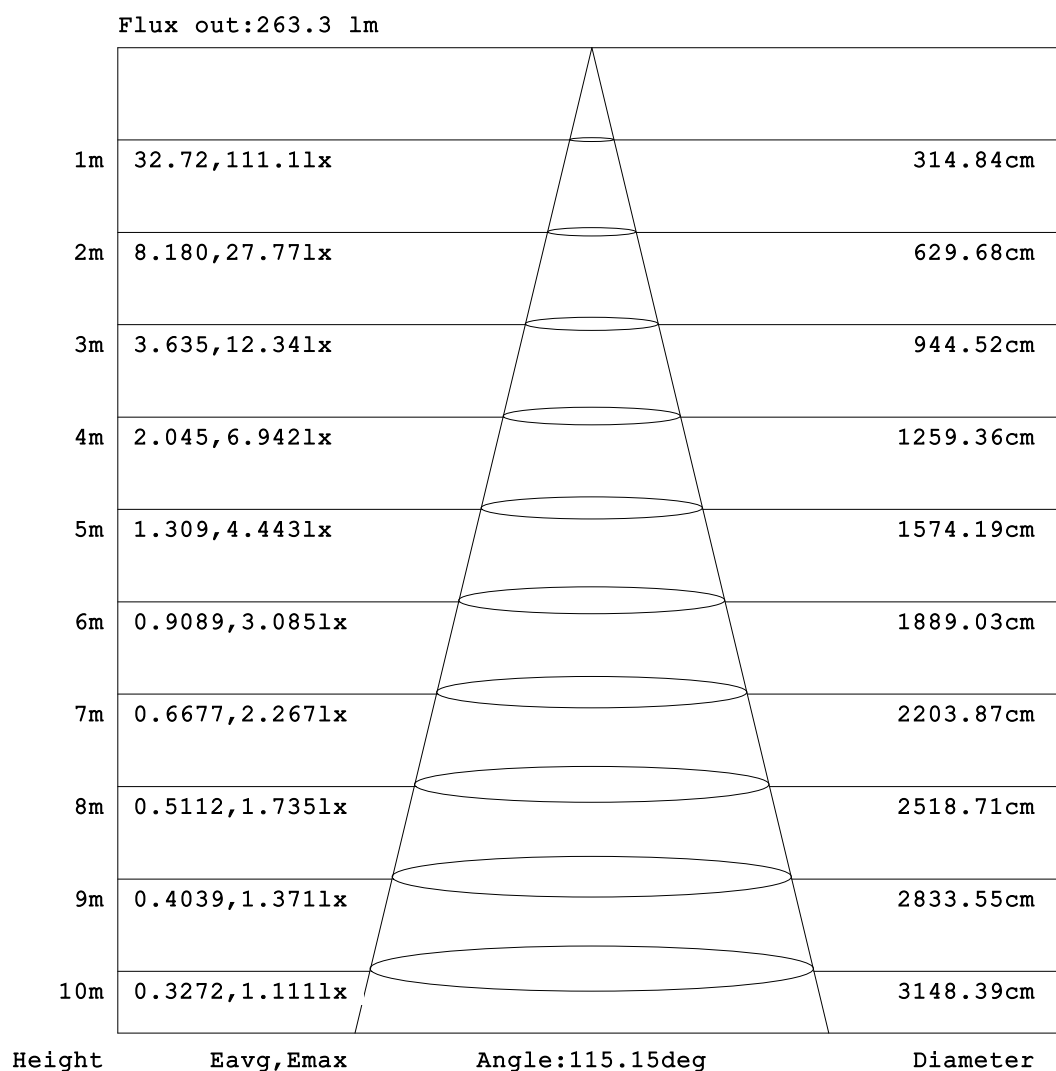 Flux out:263.3 lm
1m 32.72,111.1lx 314.84cm
2m 8.180,27.77lx 629.68cm
3m 3.635,12.34lx 944.52cm
4m 2.045,6.942lx 1259.36cm
5m 1.309,4.443lx 1574.19cm
6m 0.9089,3.085lx 1889.03cm
7m 0.6677,2.267lx 2203.87cm
8m 0.5112,1.735lx 2518.71cm
9m 0.4039,1.371lx 2833.55cm
10m 0.3272,1.111lx 3148.39cm
Height Eavg,Emax Angle:115.15deg Diameter